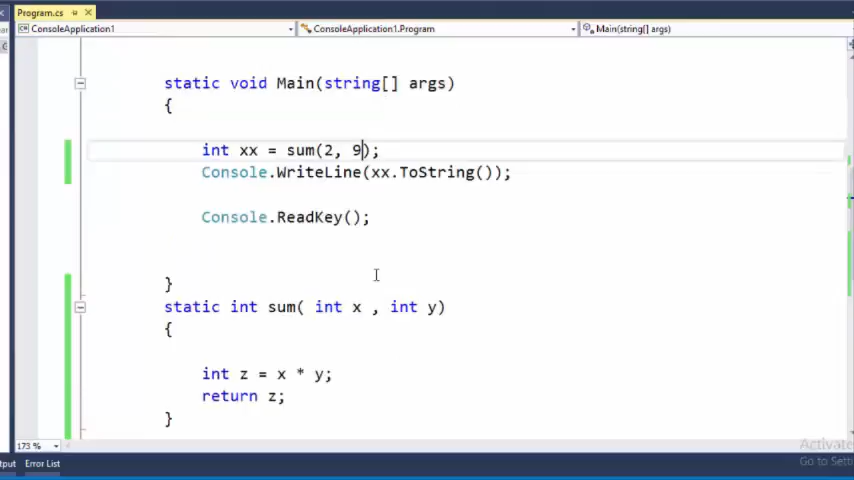 Program.cs
ConsoleApplication1 ConsoleApplication1.Program Main(string[] args)
static void Main(string[] args)
{
int xx = sum(2, 9);
Console.WriteLine(xx.ToString());
Console.ReadKey();
}
static int sum( int x , int y)
{
int z = x * y;
return z;
}
173 %
Activate
Go to Setti
Error List